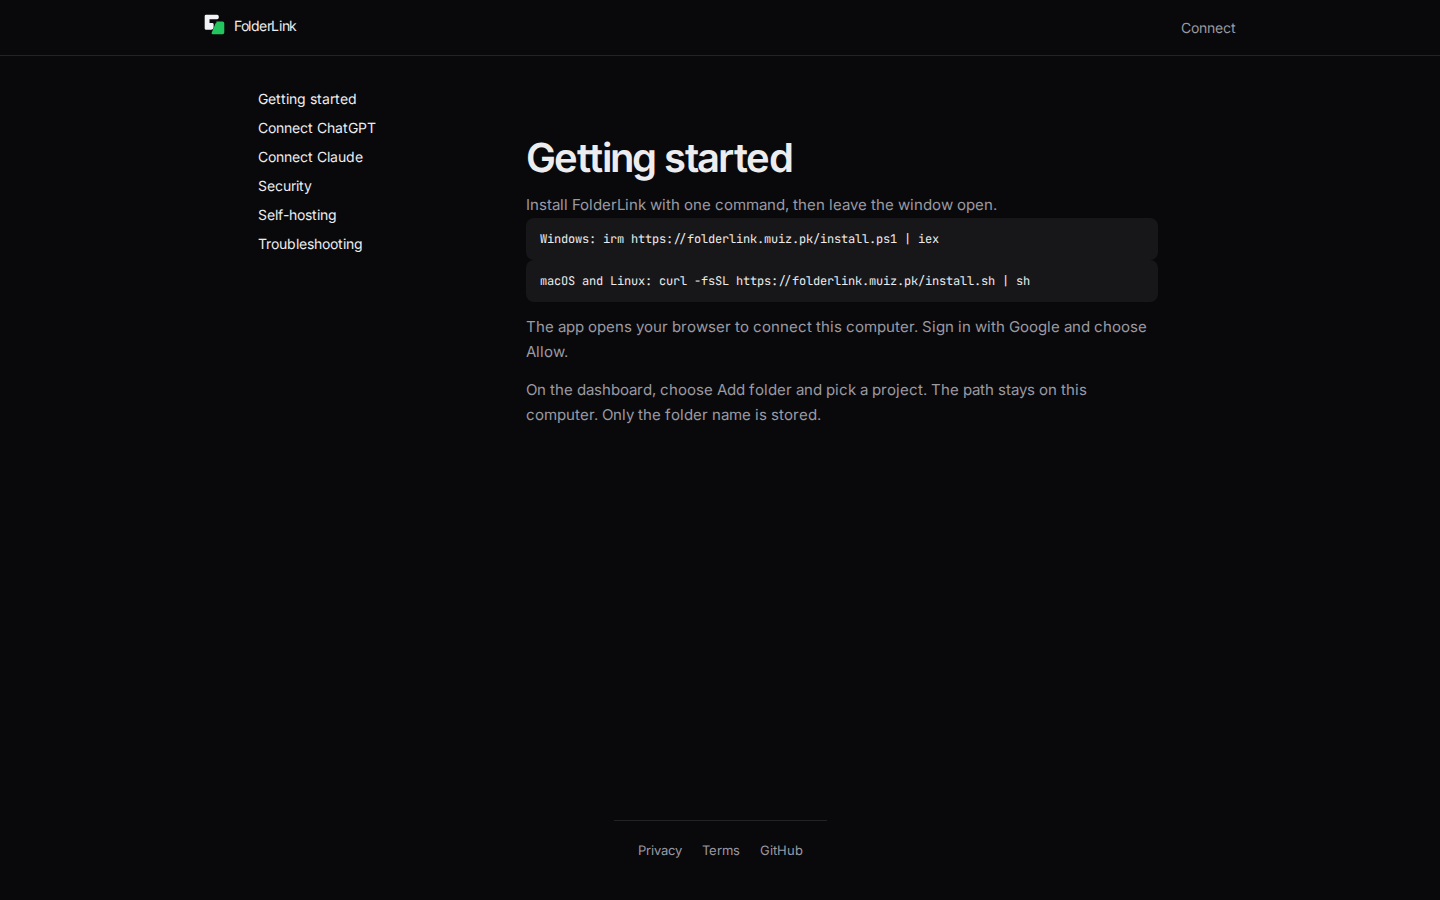 FolderLink
Connect
Getting started
Connect ChatGPT
Connect Claude
Security
Self-hosting
Troubleshooting
Getting started
Install FolderLink with one command, then leave the window open.
Windows: irm https://folderlink.muiz.pk/install.ps1 | iex
macOS and Linux: curl -fsSL https://folderlink.muiz.pk/install.sh | sh
The app opens your browser to connect this computer. Sign in with Google and choose
Allow.
On the dashboard, choose Add folder and pick a project. The path stays on this
computer. Only the folder name is stored.
Privacy Terms GitHub